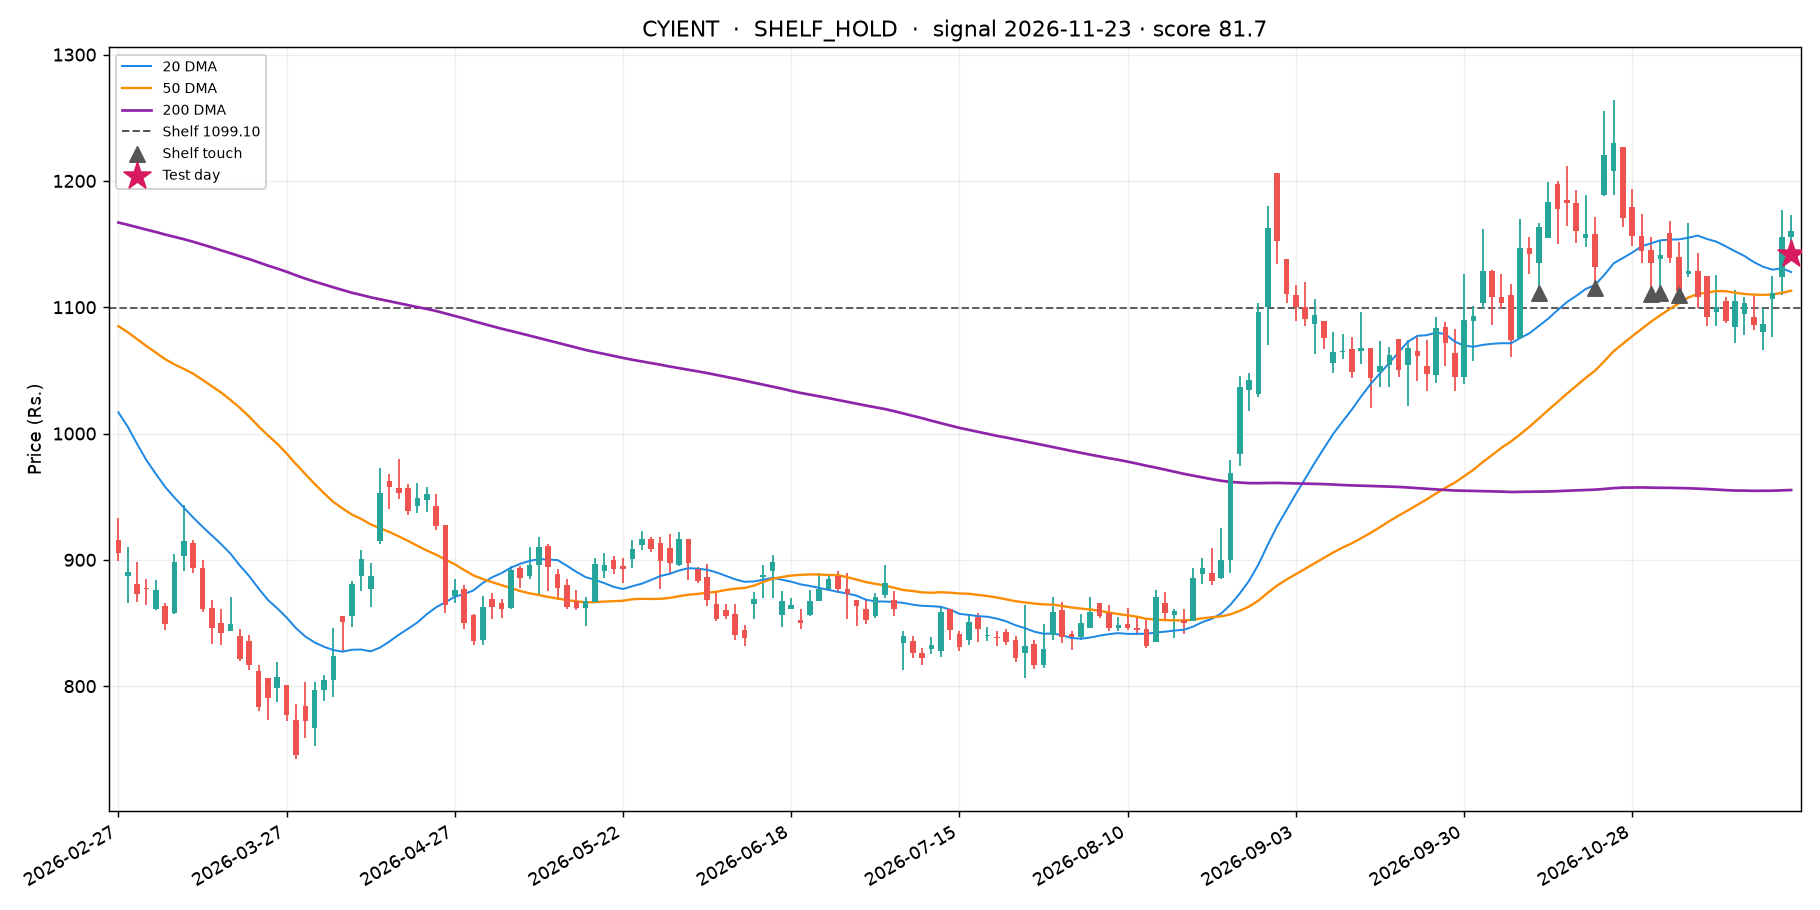 CYIENT · SHELF_HOLD · signal 2026-11-23 · score 81.7
20 DMA
50 DMA
200 DMA
Shelf 1099.10
Shelf touch
Test day
Price (Rs.)
1300
1200
1100
1000
900
800
2026-02-27
2026-03-27
2026-04-27
2026-05-22
2026-06-18
2026-07-15
2026-08-10
2026-09-03
2026-09-30
2026-10-28